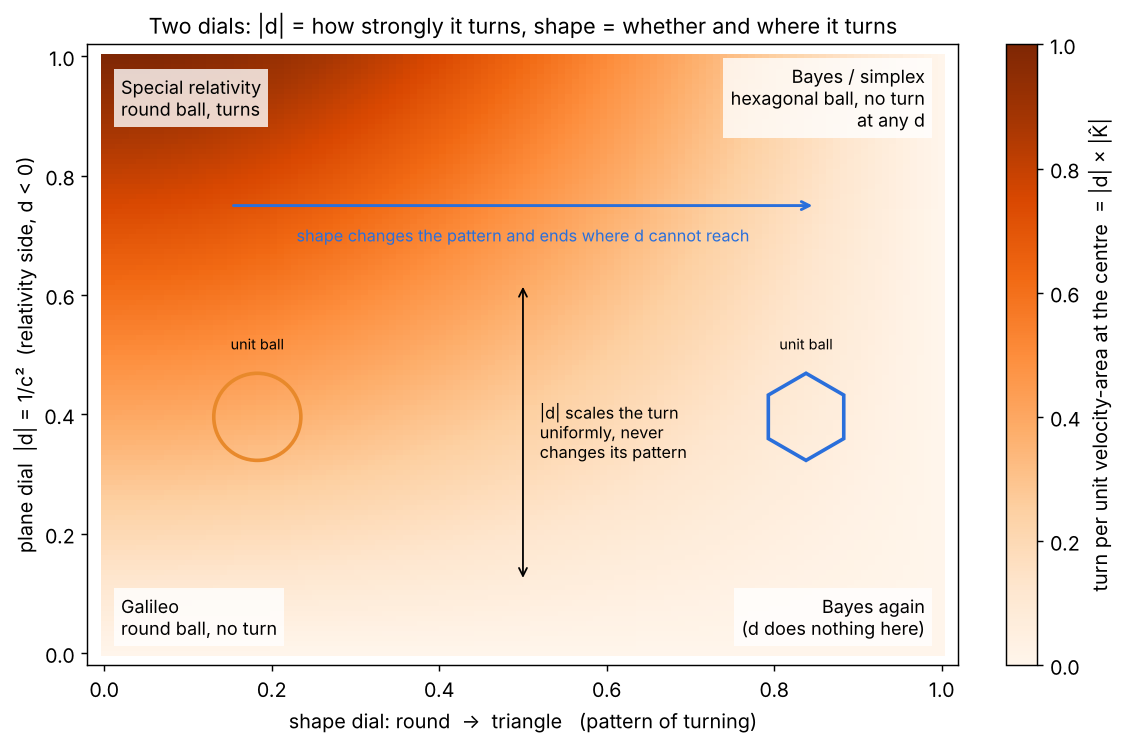 Two dials: |d| = how strongly it turns, shape = whether and where it turns
Special relativity
round ball, turns
Bayes / simplex
hexagonal ball, no turn
at any d
shape changes the pattern and ends where d cannot reach
unit ball
unit ball
|d| scales the turn
uniformly, never
changes its pattern
Galileo
round ball, no turn
Bayes again
(d does nothing here)
plane dial |d| = 1/c² (relativity side, d < 0)
1.0
0.8
0.6
0.4
0.2
0.0
0.0
0.2
0.4
0.6
0.8
1.0
shape dial: round → triangle (pattern of turning)
1.0
0.8
0.6
0.4
0.2
0.0
turn per unit velocity-area at the centre = |d| × |K̂|